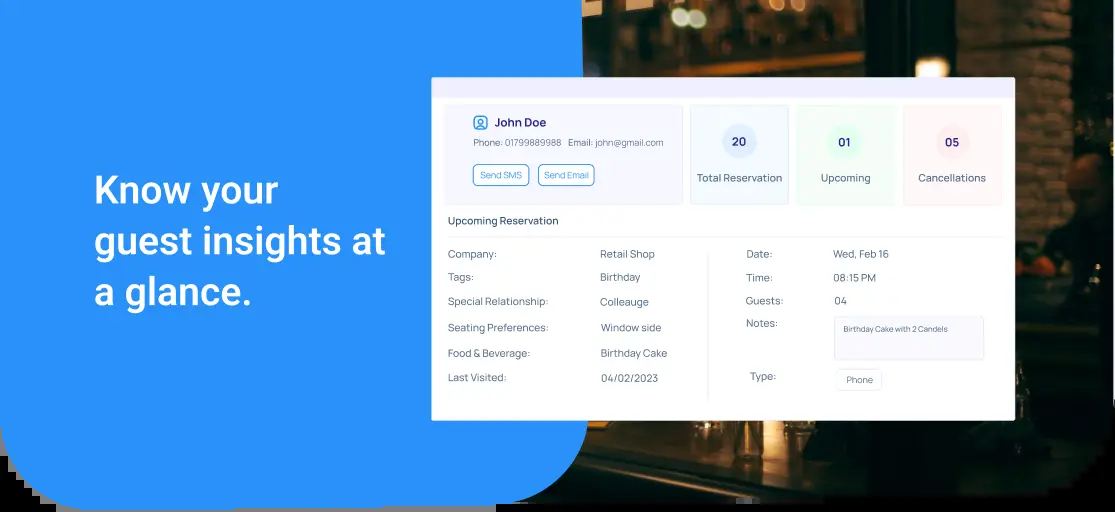 Know your
guest insights at
a glance.
John Doe
Phone: 01799889988 Email: john@gmail.com
Send SMS Send Email
20
Total Reservation
01
Upcoming
05
Cancellations
Upcoming Reservation
Company: Retail Shop
Tags: Birthday
Special Relationship: Colleauge
Seating Preferences: Window side
Food & Beverage: Birthday Cake
Last Visited: 04/02/2023
Date: Wed, Feb 16
Time: 08:15 PM
Guests: 04
Notes: Birthday Cake with 2 Candels
Type: Phone